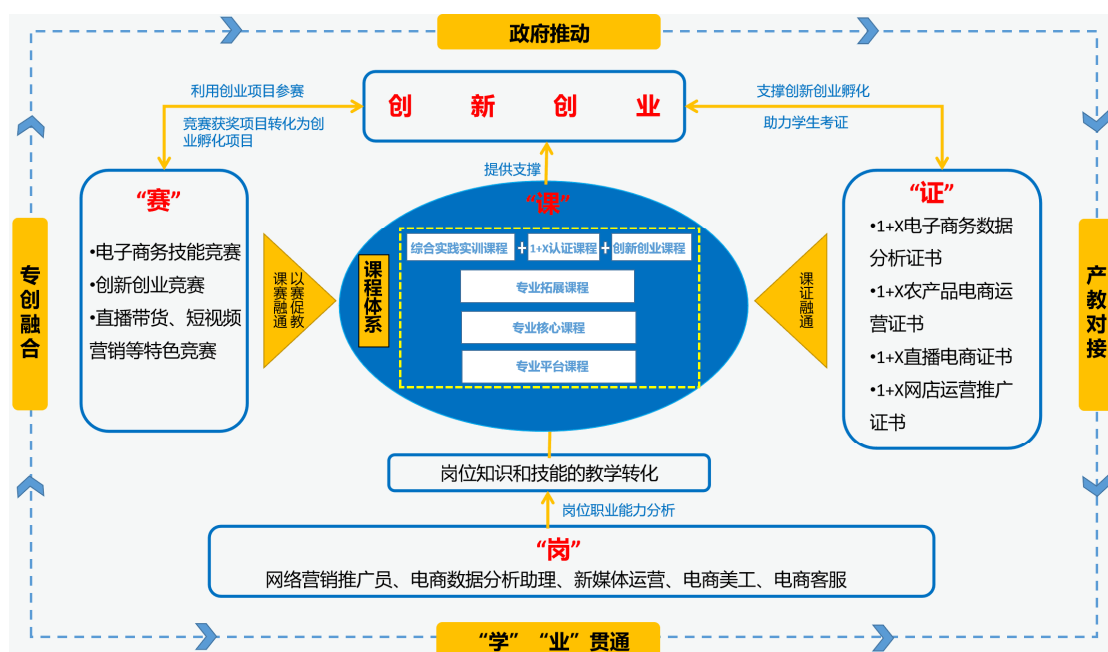 政府推动
利用创业项目参赛
竞赛获奖项目转化为创
业孵化项目
创 新 创 业
支撑创新创业孵化
助力学生考证
提供支撑
“赛”
•电子商务技能竞赛
•创新创业竞赛
•直播带货、短视频
营销等特色竞赛
以赛促教
课赛融通
“课”
课程体系
综合实践实训课程+1+X认证课程+创新创业课程
专业拓展课程
专业核心课程
专业平台课程
课证融通
“证”
•1+X电子商务数据
分析证书
•1+X农产品电商运
营证书
•1+X直播电商证书
•1+X网店运营推广
证书
专创融合
产教对接
岗位知识和技能的教学转化
岗位职业能力分析
“岗”
网络营销推广员、电商数据分析助理、新媒体运营、电商美工、电商客服
“学”“业”贯通